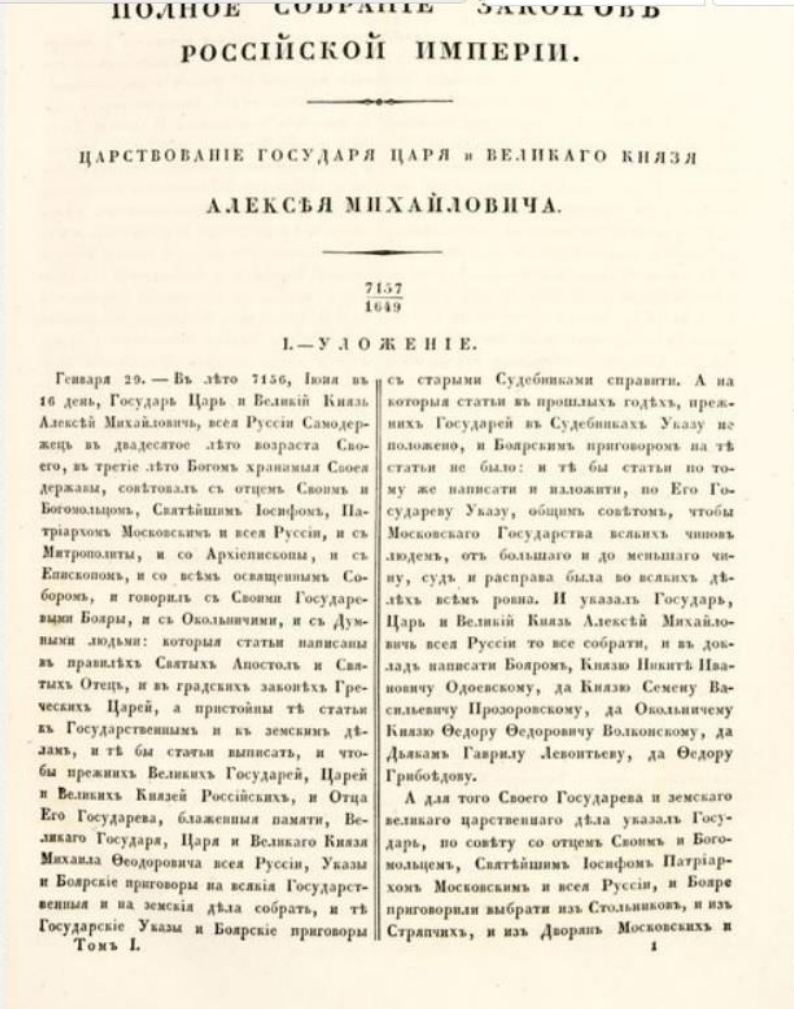 ПОЛНОЕ СОБРАНІЕ ЗАКОНОВЪ
РОССІЙСКОЙ ИМПЕРІИ.
ЦАРСТВОВАНІЕ ГОСУДАРЯ ЦАРЯ и ВЕЛИКАГО КНЯЗЯ
АЛЕКСѢЯ МИХАЙЛОВИЧА.
7157
1649
I.—УЛОЖЕНІЕ.
Генваря 29. — Въ лѣто 7156, Іюня въ
16 день, Государь Царь и Великій Князь
Алексѣй Михайловичь, всея Руссіи Самодер-
жець въ двадесятое лѣто возраста Сво-
его, въ третіе лѣто Богомъ хранимыя Своея
державы, совѣтовалъ съ отцемъ Своимъ и
Богомольцомъ, Святѣйшимъ Іосифомъ, Па-
тріархомъ Московскимъ и всея Руссіи, и съ
Митрополиты, и со Архіепископы, и съ
Епископомъ, и со всѣмъ освященнымъ Со-
боромъ, и говорилъ съ Своими Государе-
выми Бояры, и съ Окольничими, и съ Дум-
ными людьми: которыя статьи написаны
въ правилѣхъ Святыхъ Апостолъ и Свя-
тыхъ Отецъ, и въ градскихъ законѣхъ Гре-
ческихъ Царей, а пристойны тѣ статьи
къ Государственнымъ и къ земскимъ дѣ-
ламъ, и тѣ бы статьи выписать, и что-
бы прежнихъ Великихъ Государей, Царей
и Великихъ Князей Россійскихъ, и Отца
Его Государева, блаженныя памяти, Ве-
ликаго Государя, Царя и Великаго Князя
Михаила Ѳеодоровича всея Руссіи, Указы
и Боярскіе приговоры на всякія Государст-
венныя и на земскія дѣла собрать, и тѣ
Государскіе Указы и Боярскіе приговоры
Томъ I.
съ старыми Судебниками справити. А на
которыя статьи въ прошлыхъ годѣхъ, преж-
нихъ Государей въ Судебникахъ Указу не
положено, и Боярскимъ приговоромъ на тѣ
статьи не было: и тѣ бы статьи по то-
му же написати и изложити, по Его Го-
судареву Указу, общимъ совѣтомъ, чтобы
Московскаго Государства всякихъ чиновъ
людемъ, отъ большаго и до меньшаго чи-
ну, судъ и расправа была во всякихъ дѣ-
лѣхъ всѣмъ ровна. И указалъ Государь,
Царь и Великій Князь Алексѣй Михайло-
вичь всея Руссіи то все собрати, и въ док-
ладъ написати Бояромъ, Князю Никитѣ Ива-
новичу Одоевскому, да Князю Семену Ва-
сильевичу Прозоровскому, да Окольничему
Князю Ѳедору Ѳедоровичу Волконскому, да
Дьякамъ Гаврилу Левонтьеву, да Ѳедору
Грибоѣдову.
А для того Своего Государева и земскаго
великаго царственнаго дѣла указалъ Госу-
дарь, по совѣту со отцемъ Своимъ и Бого-
мольцемъ, Святѣйшимъ Іосифомъ Патріар-
хомъ Московскимъ и всея Руссіи, и Бояре
приговорили выбрати изъ Стольниковъ, и изъ
Стряпчихъ, и изъ Дворянъ Московскихъ и
1